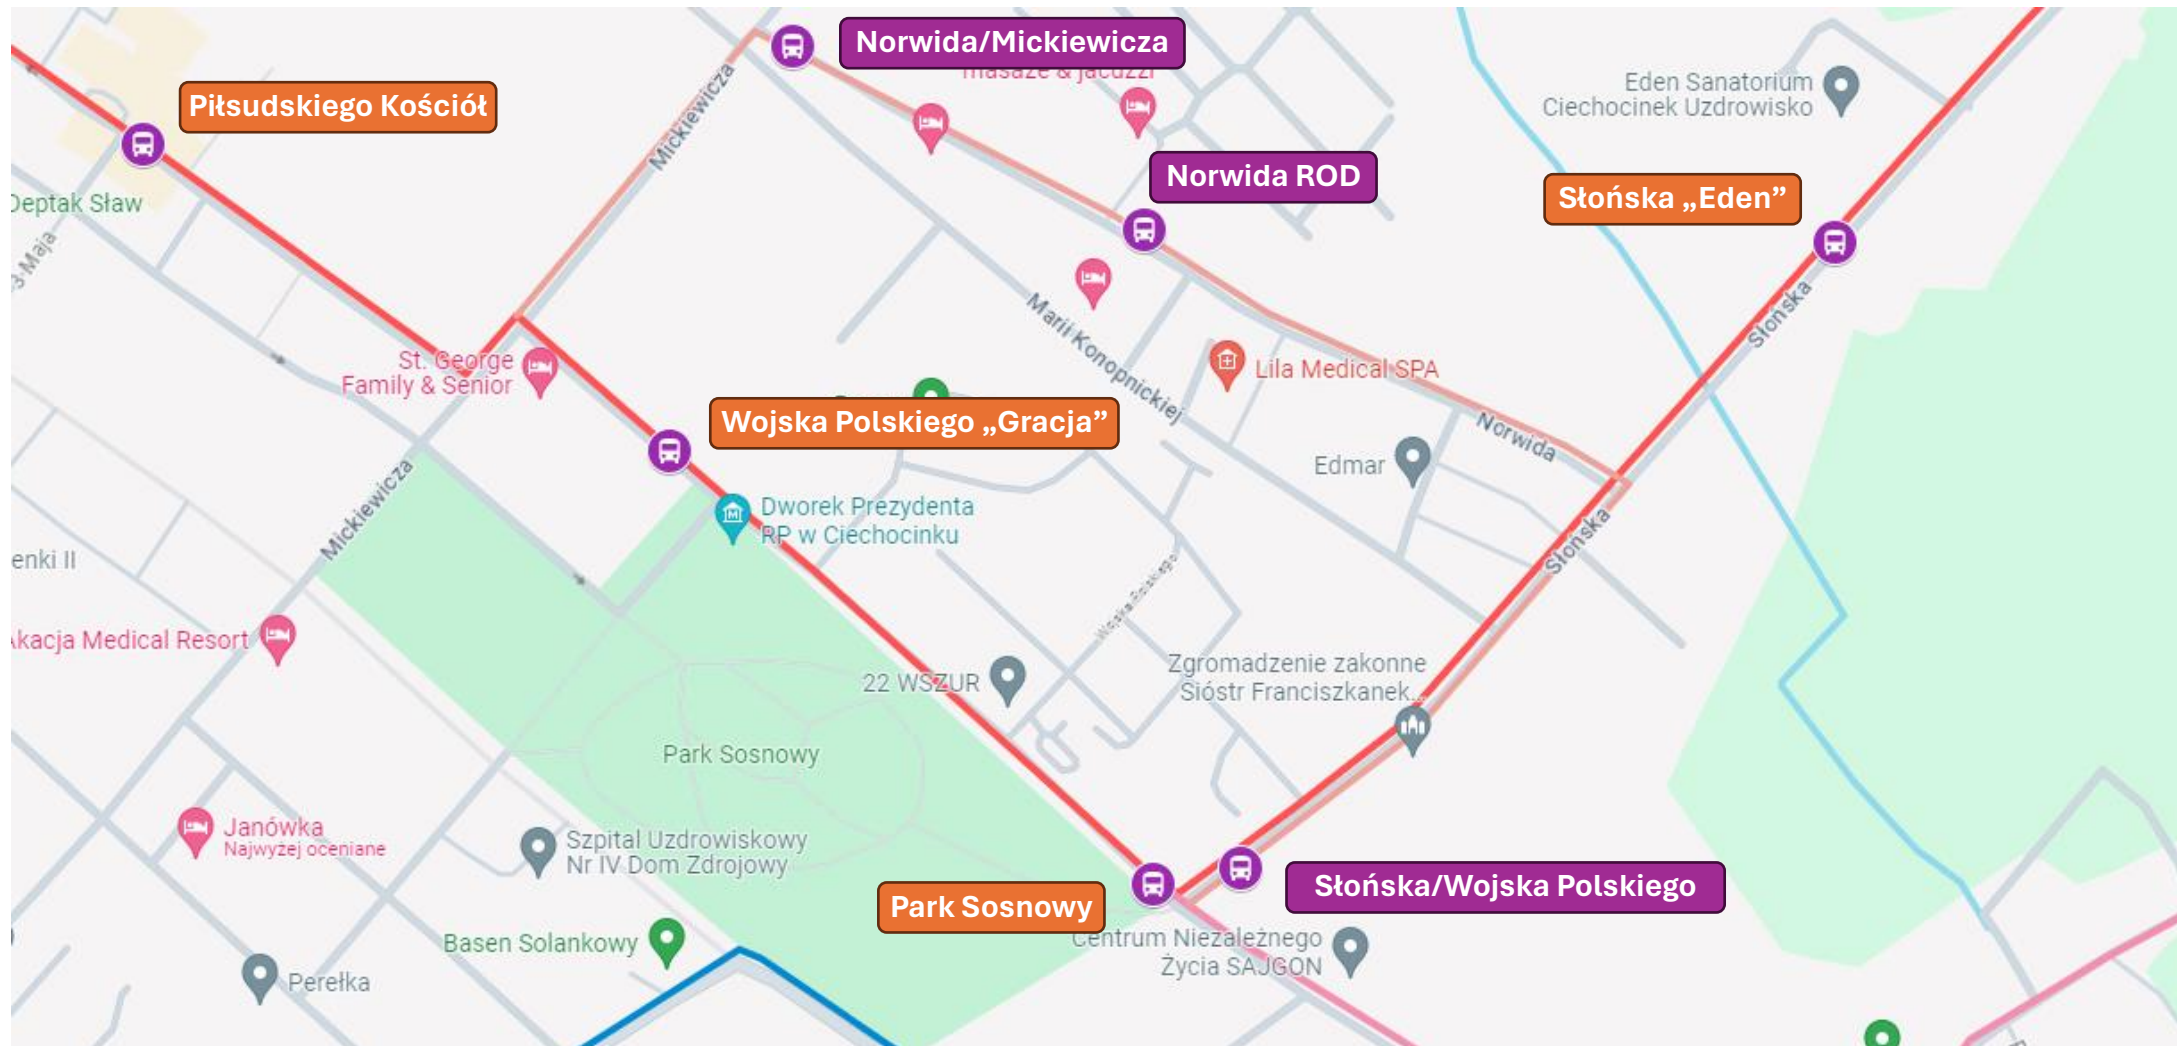 Norwida/Mickiewicza
masaże & jacuzzi
Piłsudskiego Kościół
Mickiewicza
Eden Sanatorium
Ciechocinek Uzdrowisko
Norwida ROD
Słońska „Eden”
Deptak Sław
3 Maja
Słońska
Marii Konopnickiej
St. George
Family & Senior
Lila Medical SPA
Wojska Polskiego „Gracja”
Norwida
Edmar
Mickiewicza
Dworek Prezydenta
RP w Ciechocinku
Słońska
enki II
Wojska Polskiego
Akacja Medical Resort
22 WSZUR
Zgromadzenie zakonne
Sióstr Franciszkanek...
Park Sosnowy
Janówka
Najwyżej oceniane
Szpital Uzdrowiskowy
Nr IV Dom Zdrojowy
Słońska/Wojska Polskiego
Park Sosnowy
Basen Solankowy
Centrum Niezależnego
Życia SAJGON
Perełka